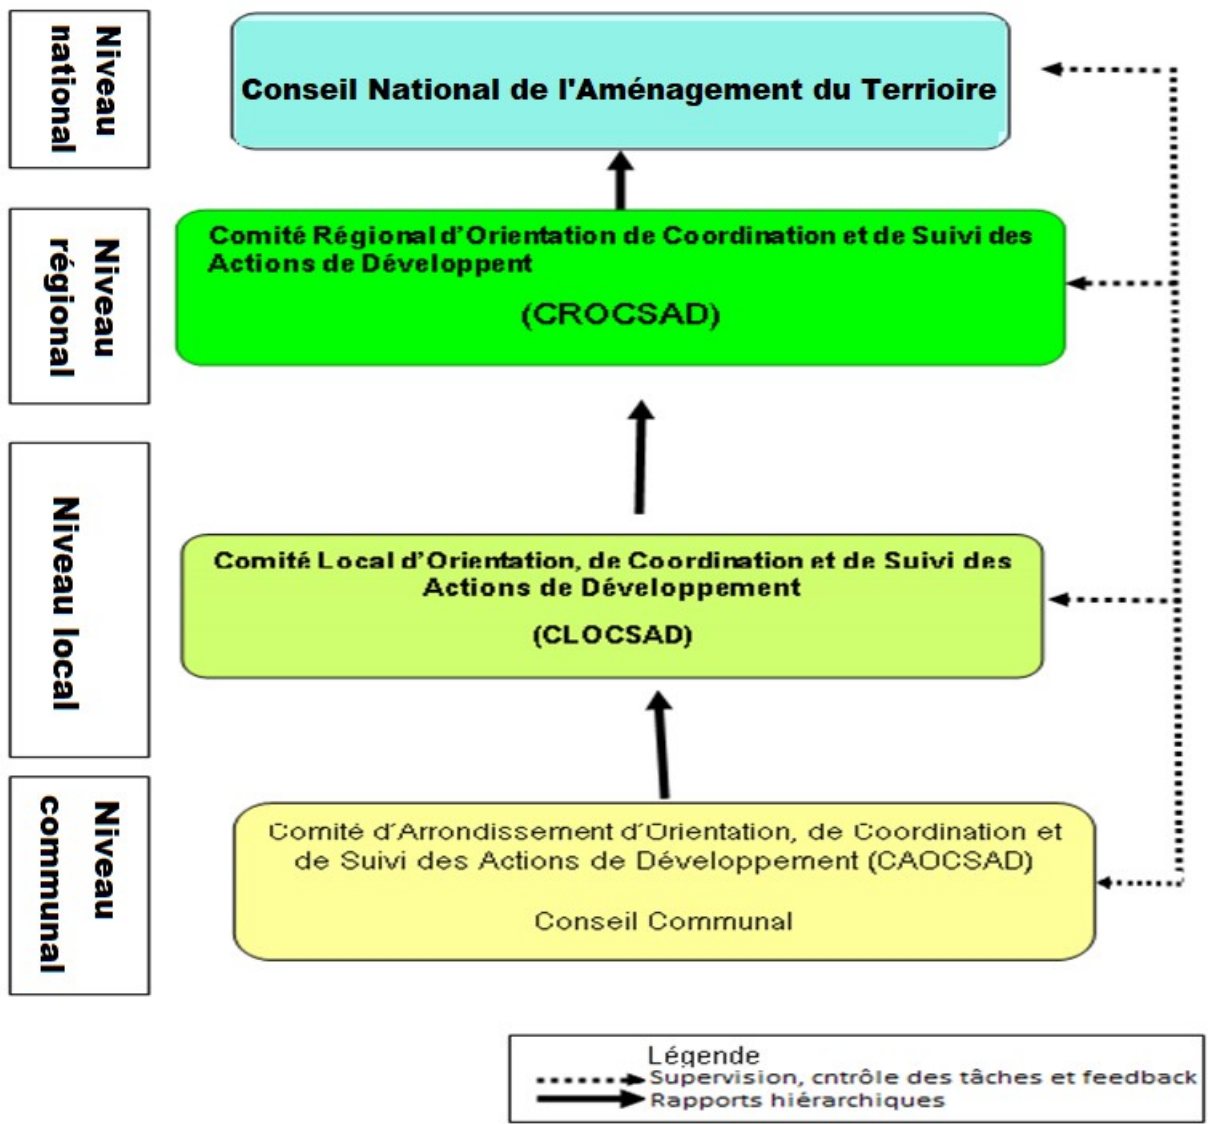 Niveau
national
Conseil National de l'Aménagement du Terrioire
Niveau
régional
Comité Régional d'Orientation de Coordination et de Suivi des
Actions de Développent
(CROCSAD)
Niveau local
Comité Local d'Orientation, de Coordination et de Suivi des
Actions de Développement
(CLOCSAD)
Niveau
communal
Comité d'Arrondissement d'Orientation, de Coordination et
de Suivi des Actions de Développement (CAOCSAD)
Conseil Communal
Légende
Supervision, cntrôle des tâches et feedback
Rapports hiérarchiques